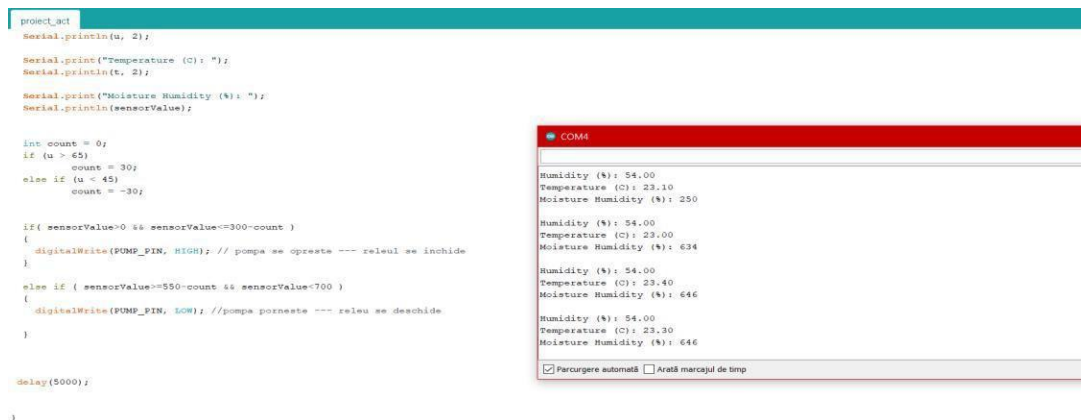 proiect_act
Serial.println(u, 2);
Serial.print("Temperature (C): ");
Serial.println(t, 2);
Serial.print("Moisture Humidity (%): ");
Serial.println(sensorValue);
int count = 0;
if (u > 65)
count = 30;
else if (u < 45)
count = -30;
if( sensorValue>0 && sensorValue<=300-count )
{
digitalWrite(PUMP_PIN, HIGH); // pompa se opreste --- releul se inchide
}
else if ( sensorValue>=550-count && sensorValue<700 )
{
digitalWrite(PUMP_PIN, LOW); //pompa porneste --- releu se deschide
}
delay(5000);
}
COM4
Humidity (%): 54.00
Temperature (C): 23.10
Moisture Humidity (%): 250
Humidity (%): 54.00
Temperature (C): 23.00
Moisture Humidity (%): 634
Humidity (%): 54.00
Temperature (C): 23.40
Moisture Humidity (%): 646
Humidity (%): 54.00
Temperature (C): 23.30
Moisture Humidity (%): 646
Parcurgere automată Arată marcajul de timp